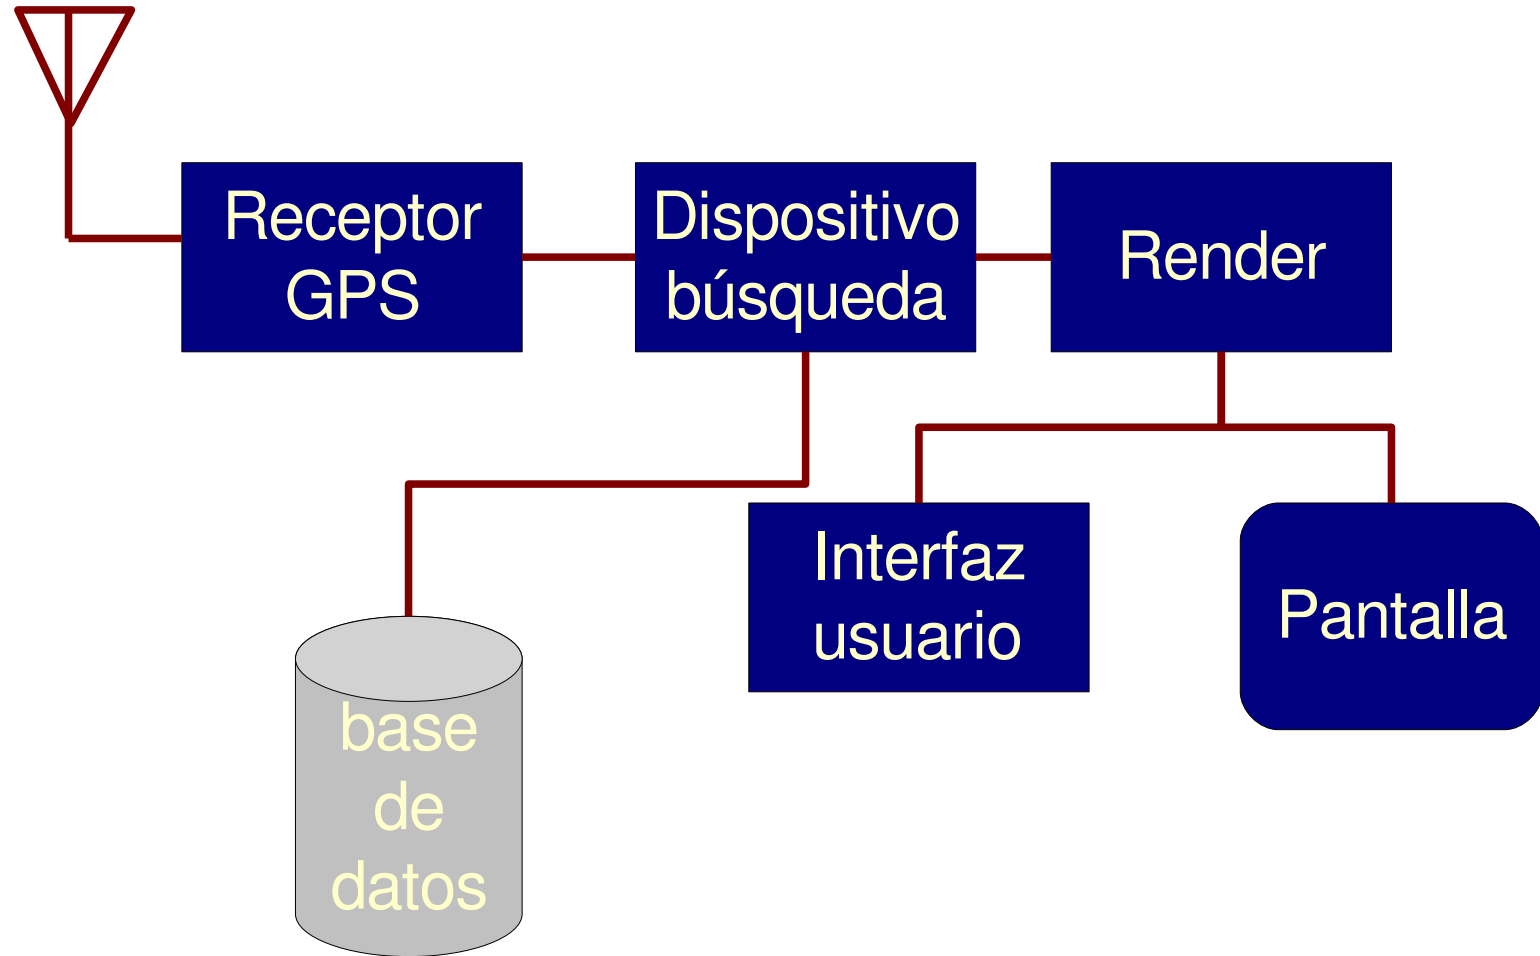 Receptor
GPS
Dispositivo
búsqueda
Render
Interfaz
usuario
Pantalla
base
de
datos